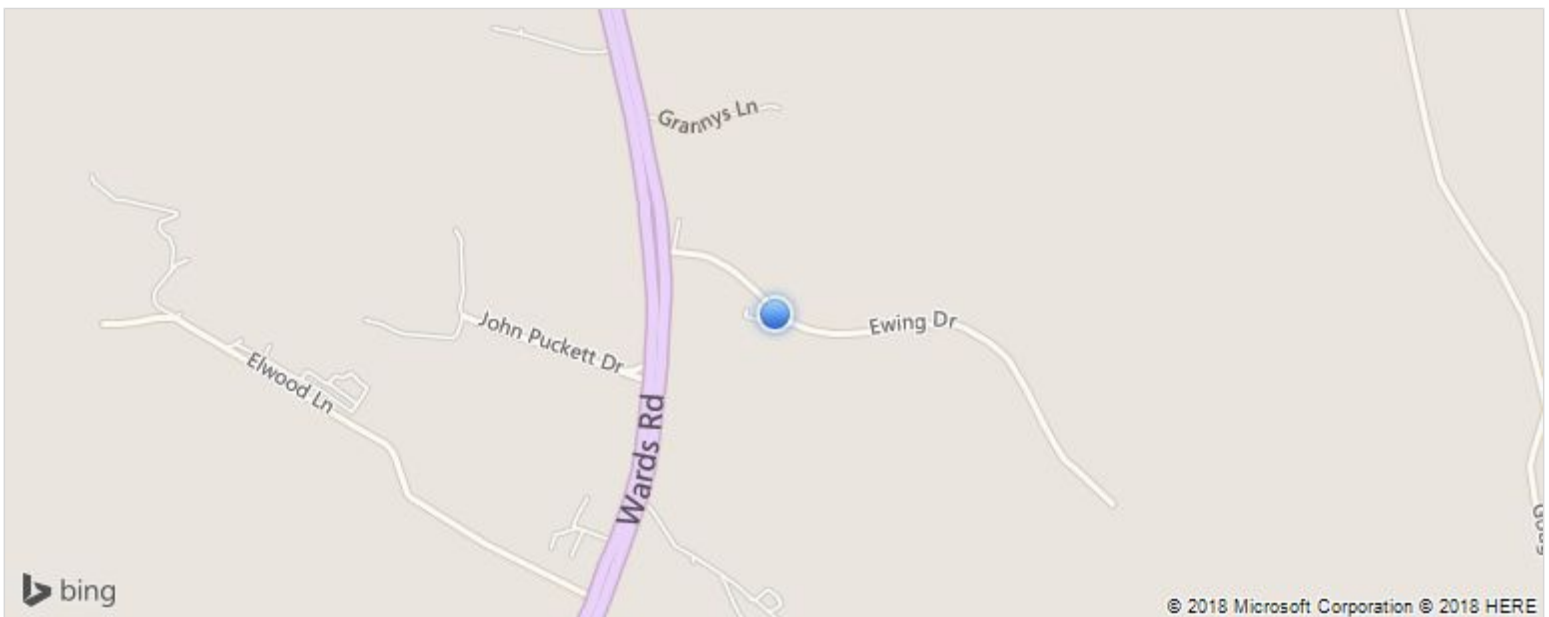 Grannys Ln
Ewing Dr
John Puckett Dr
Elwood Ln
Wards Rd
bing
© 2018 Microsoft Corporation © 2018 HERE